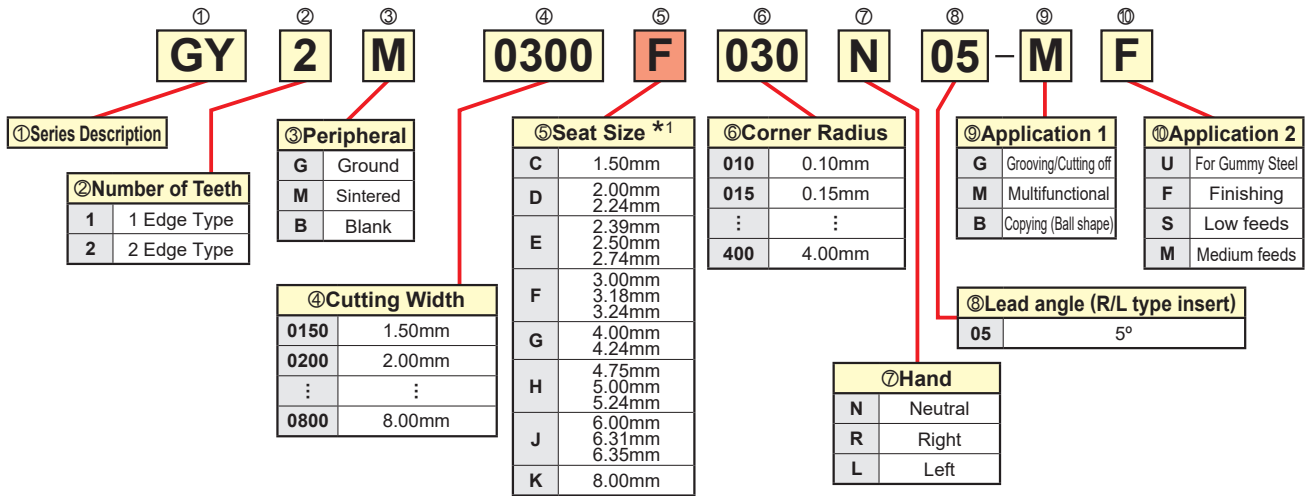 ① ② ③ ④ ⑤ ⑥ ⑦ ⑧ ⑨ ⑩
GY 2 M 0300 F 030 N 05 – M F
①Series Description
②Number of Teeth
1 1 Edge Type
2 2 Edge Type
③Peripheral
G Ground
M Sintered
B Blank
④Cutting Width
0150 1.50mm
0200 2.00mm
⋮ ⋮
0800 8.00mm
⑤Seat Size *1
C 1.50mm
D 2.00mm
2.24mm
E 2.39mm
2.50mm
2.74mm
F 3.00mm
3.18mm
3.24mm
G 4.00mm
4.24mm
H 4.75mm
5.00mm
5.24mm
J 6.00mm
6.31mm
6.35mm
K 8.00mm
⑥Corner Radius
010 0.10mm
015 0.15mm
⋮ ⋮
400 4.00mm
⑦Hand
N Neutral
R Right
L Left
⑧Lead angle (R/L type insert)
05 5º
⑨Application 1
G Grooving/Cutting off
M Multifunctional
B Copying (Ball shape)
⑩Application 2
U For Gummy Steel
F Finishing
S Low feeds
M Medium feeds